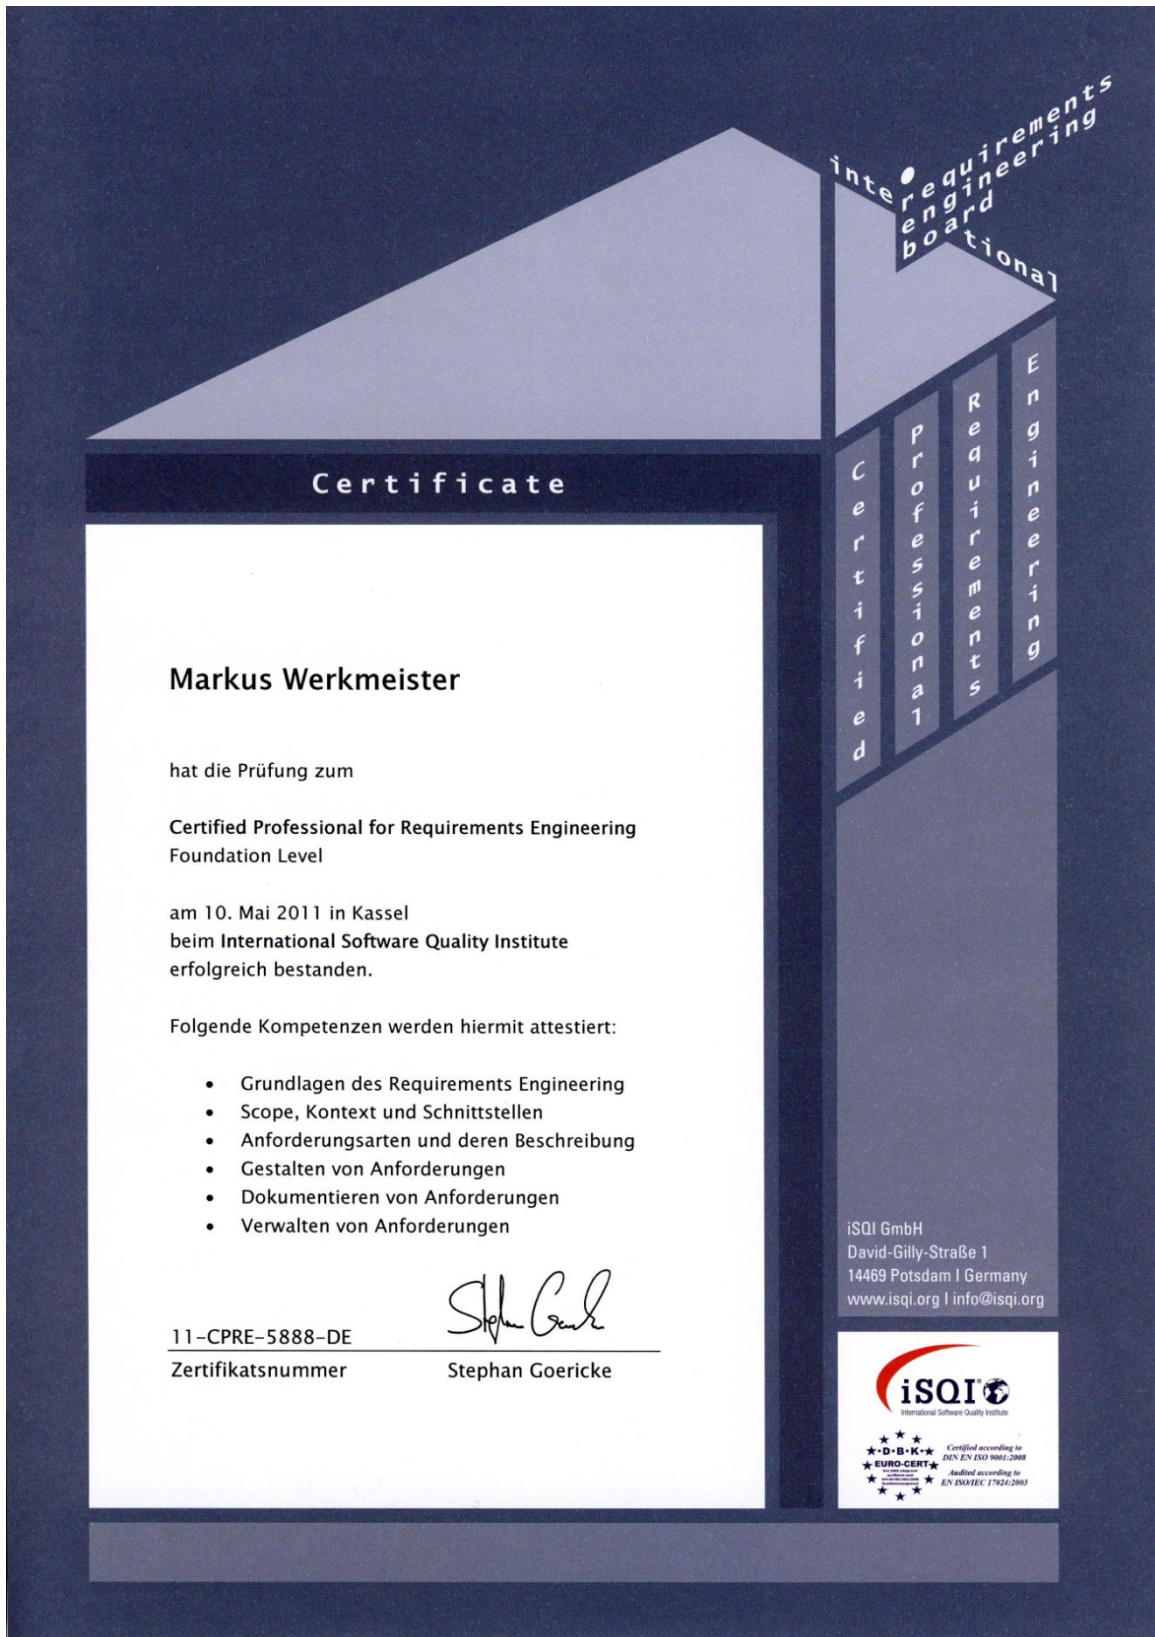 inte
requirements
engineering
board
tional
Certified
Professional
Requirements
Engineering
Certificate
Markus Werkmeister
hat die Prüfung zum
Certified Professional for Requirements Engineering
Foundation Level
am 10. Mai 2011 in Kassel
beim International Software Quality Institute
erfolgreich bestanden.
Folgende Kompetenzen werden hiermit attestiert:
• Grundlagen des Requirements Engineering
• Scope, Kontext und Schnittstellen
• Anforderungsarten und deren Beschreibung
• Gestalten von Anforderungen
• Dokumentieren von Anforderungen
• Verwalten von Anforderungen
11-CPRE-5888-DE
Zertifikatsnummer
Stephan Goericke
iSQI GmbH
David-Gilly-Straße 1
14469 Potsdam I Germany
www.isqi.org I info@isqi.org
iSQI®
International Software Quality Institute
D·B·K
EURO-CERT
Certified according to
DIN EN ISO 9001:2008
Audited according to
EN ISO/IEC 17024:2003